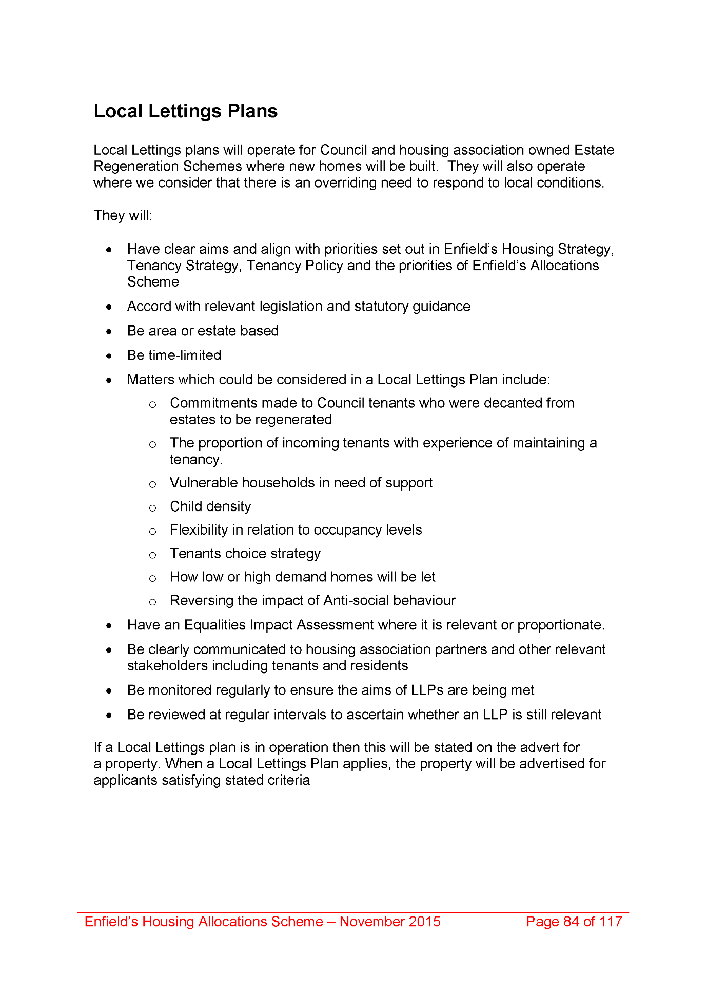 Local Lettings Plans
Local Lettings plans will operate for Council and housing association owned Estate
Regeneration Schemes where new homes will be built.  They will also operate
where we consider that there is an overriding need to respond to local conditions.
They will:
• Have clear aims and align with priorities set out in Enfield’s Housing Strategy,
Tenancy Strategy, Tenancy Policy and the priorities of Enfield’s Allocations
Scheme
• Accord with relevant legislation and statutory guidance
• Be area or estate based
• Be time-limited
• Matters which could be considered in a Local Lettings Plan include:
o Commitments made to Council tenants who were decanted from
estates to be regenerated
o The proportion of incoming tenants with experience of maintaining a
tenancy.
o Vulnerable households in need of support
o Child density
o Flexibility in relation to occupancy levels
o Tenants choice strategy
o How low or high demand homes will be let
o Reversing the impact of Anti-social behaviour
• Have an Equalities Impact Assessment where it is relevant or proportionate.
• Be clearly communicated to housing association partners and other relevant
stakeholders including tenants and residents
• Be monitored regularly to ensure the aims of LLPs are being met
• Be reviewed at regular intervals to ascertain whether an LLP is still relevant
If a Local Lettings plan is in operation then this will be stated on the advert for
a property. When a Local Lettings Plan applies, the property will be advertised for
applicants satisfying stated criteria
Enfield’s Housing Allocations Scheme – November 2015 Page 84 of 117